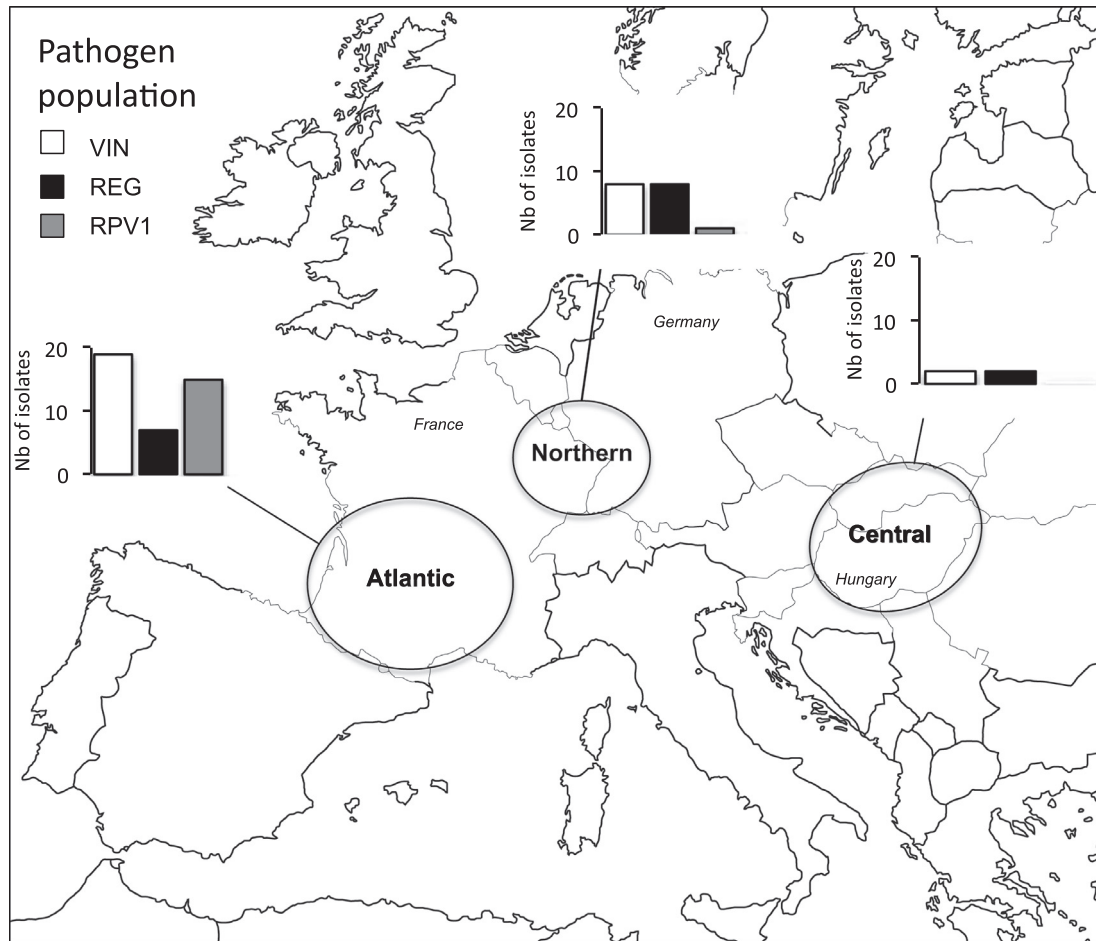 Pathogen
population
VIN
REG
RPV1
Nb of isolates
20
10
0
Nb of isolates
20
10
0
Nb of isolates
20
10
0
Germany
France
Northern
Central
Hungary
Atlantic